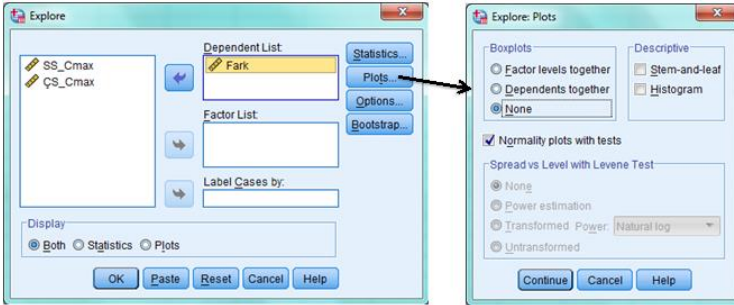 Explore
Dependent List:
SS_Cmax
ÇS_Cmax
Fark
Statistics...
Plots...
Options...
Bootstrap...
Factor List:
Label Cases by:
Display
Both Statistics Plots
OK Paste Reset Cancel Help
Explore: Plots
Boxplots
Factor levels together
Dependents together
None
Descriptive
Stem-and-leaf
Histogram
Normality plots with tests
Spread vs Level with Levene Test
None
Power estimation
Transformed Power: Natural log
Untransformed
Continue Cancel Help